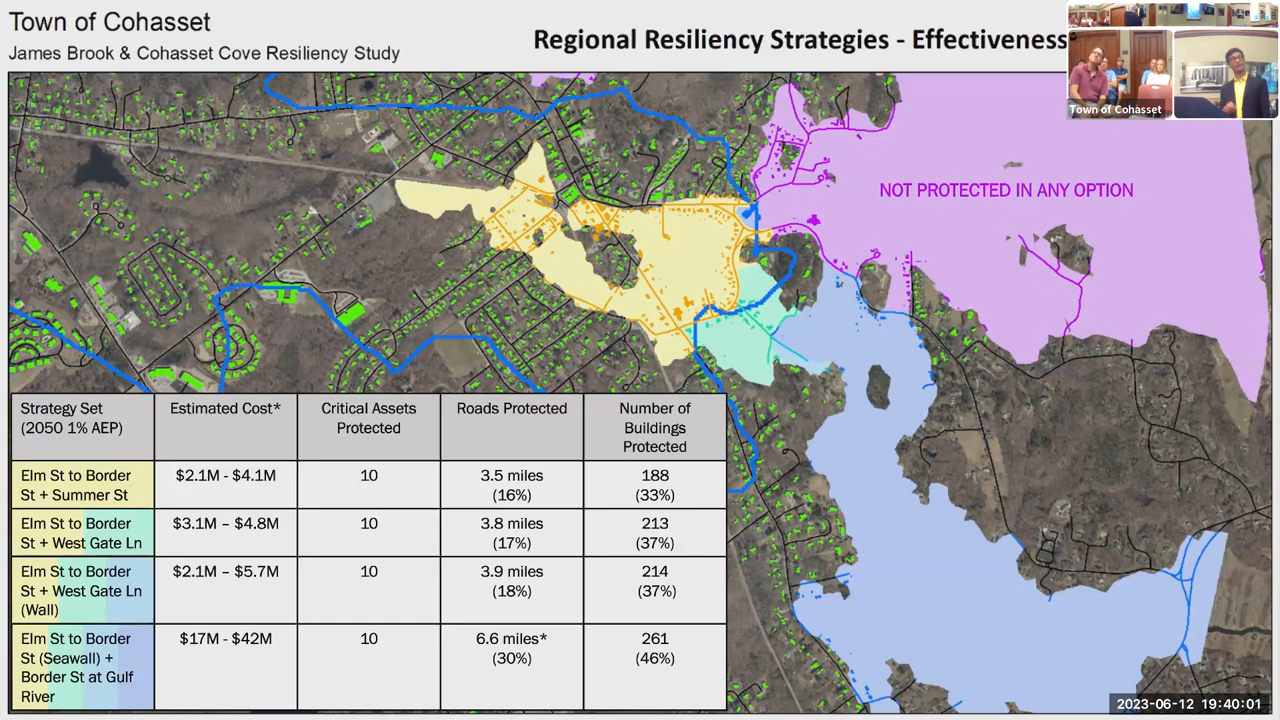 Town of Cohasset
James Brook & Cohasset Cove Resiliency Study
Regional Resiliency Strategies - Effectiveness
Town of Cohasset
NOT PROTECTED IN ANY OPTION
Strategy Set
(2050 1% AEP)
Estimated Cost*
Critical Assets
Protected
Roads Protected
Number of
Buildings
Protected
Elm St to Border
St + Summer St
$2.1M - $4.1M
10
3.5 miles
(16%)
188
(33%)
Elm St to Border
St + West Gate Ln
$3.1M – $4.8M
10
3.8 miles
(17%)
213
(37%)
Elm St to Border
St + West Gate Ln
(Wall)
$2.1M – $5.7M
10
3.9 miles
(18%)
214
(37%)
Elm St to Border
St (Seawall) +
Border St at Gulf
River
$17M - $42M
10
6.6 miles*
(30%)
261
(46%)
2023-06-12 19:40:01